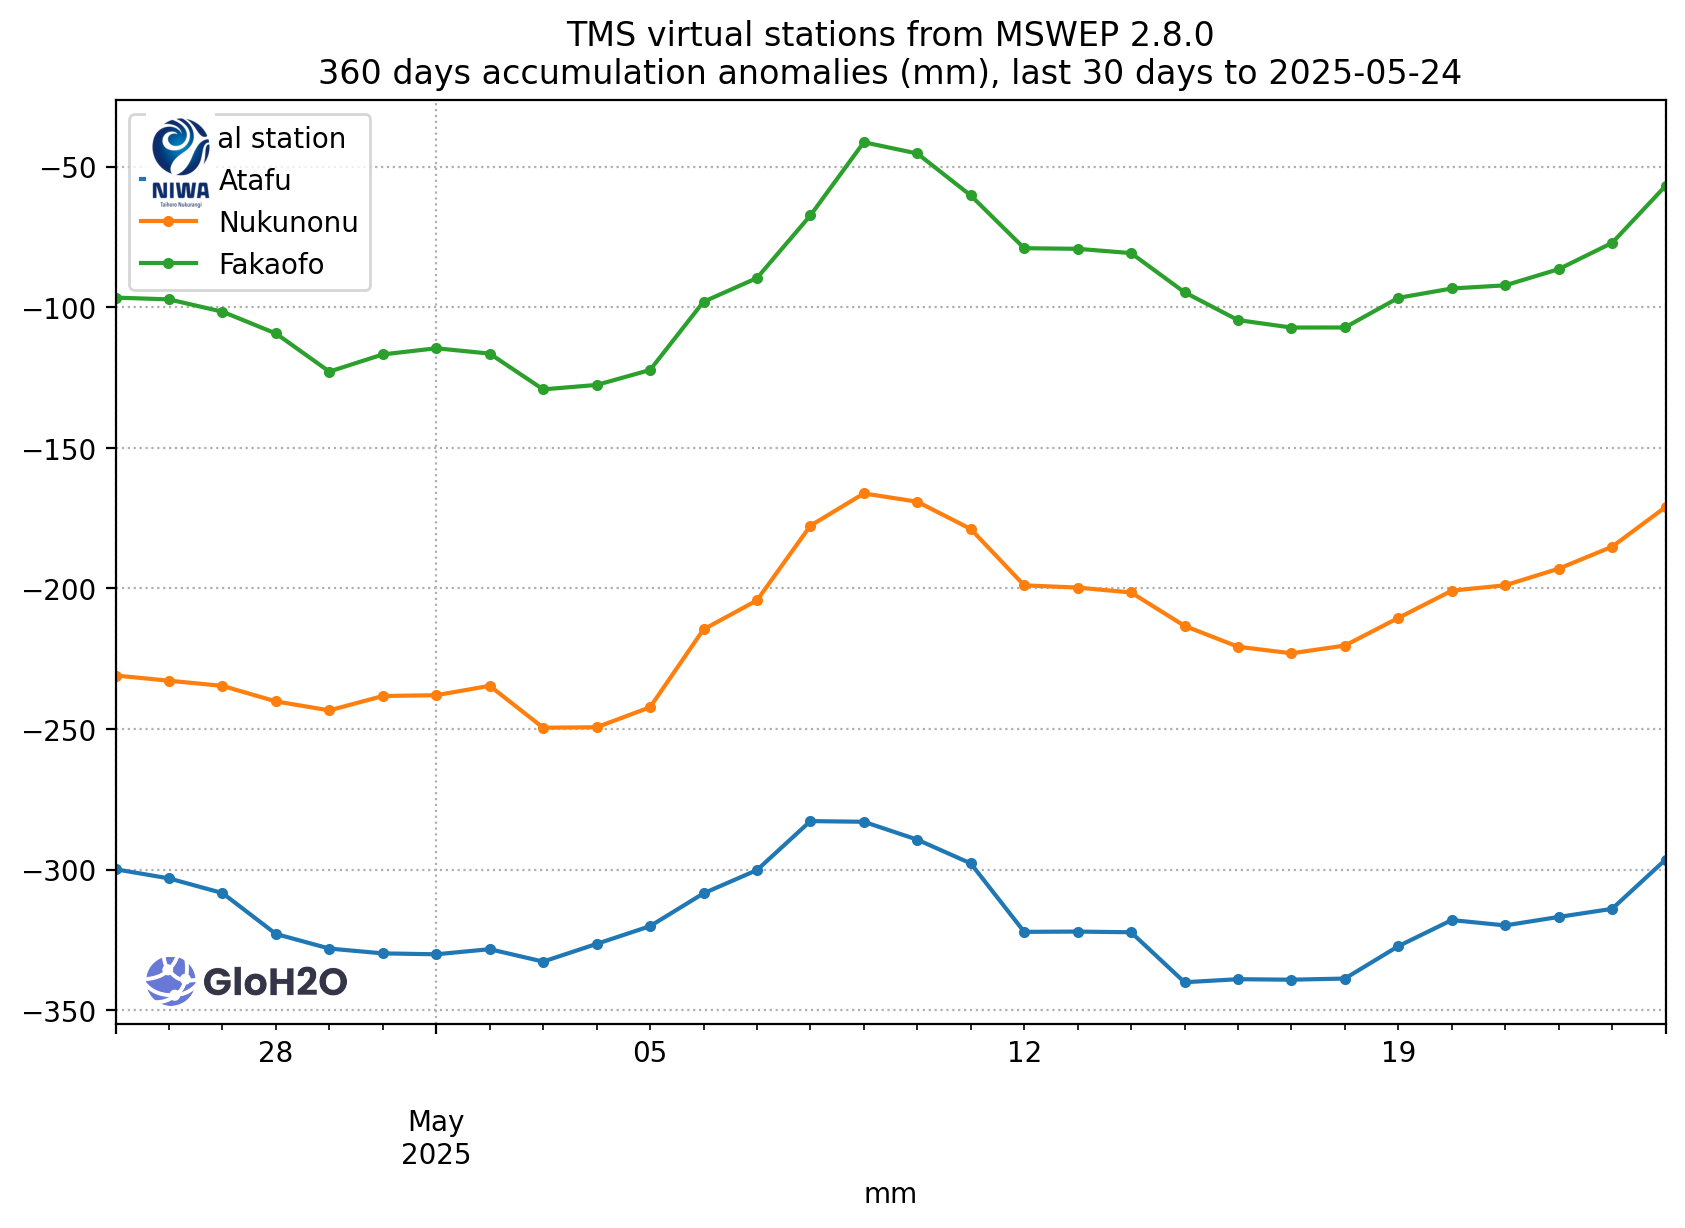 TMS virtual stations from MSWEP 2.8.0
360 days accumulation anomalies (mm), last 30 days to 2025-05-24
al station
NIWA
Taihoro Nukurangi
Atafu
Nukunonu
Fakaofo
−50
−100
−150
−200
−250
−300
−350
GloH2O
28
05
12
19
May
2025
mm